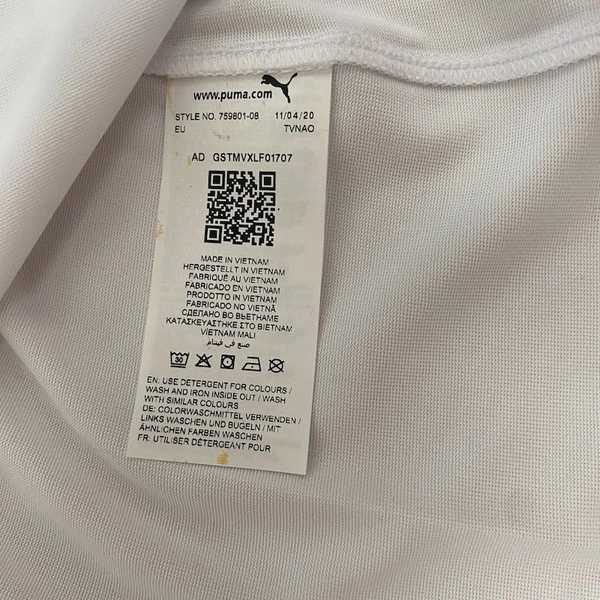 www.puma.com
STYLE NO. 759801-08 11/04/20
EU TVNAO
AD GSTMVXLF01707
MADE IN VIETNAM
HERGESTELLT IN VIETNAM
FABRIQUÉ AU VIETNAM
FABRICADO EN VIETNAM
PRODOTTO IN VIETNAM
FABRICADO NO VIETNÃ
СДЕЛАНО ВО ВЬЕТНАМЕ
ΚΑΤΑΣΚΕΥΑΣΤΗΚΕ ΣΤΟ ΒΙΕΤΝΑΜ
VİETNAM MALI
صنع في فيتنام
30
EN: USE DETERGENT FOR COLOURS /
WASH AND IRON INSIDE OUT / WASH
WITH SIMILAR COLOURS
DE: COLORWASCHMITTEL VERWENDEN /
LINKS WASCHEN UND BUGELN / MIT
ÄHNLICHEN FARBEN WASCHEN
FR: UTILISER DÉTERGEANT POUR